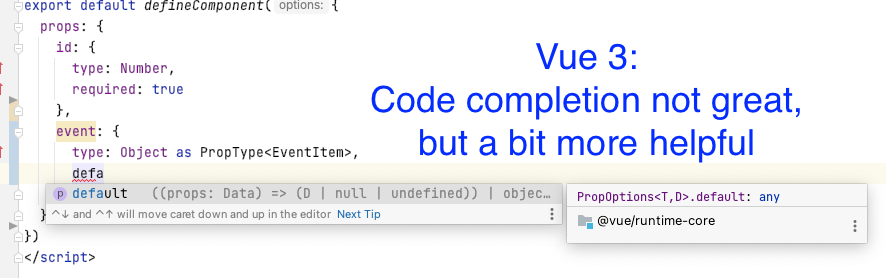 export default defineComponent( options: {
props: {
id: {
type: Number,
required: true
},
event: {
type: Object as PropType<EventItem>,
defa
p default ((props: Data) => (D | null | undefined)) | objec…
^↓ and ^↑ will move caret down and up in the editor Next Tip
}
})
</script>
Vue 3:
Code completion not great,
but a bit more helpful
PropOptions<T,D>.default: any
@vue/runtime-core